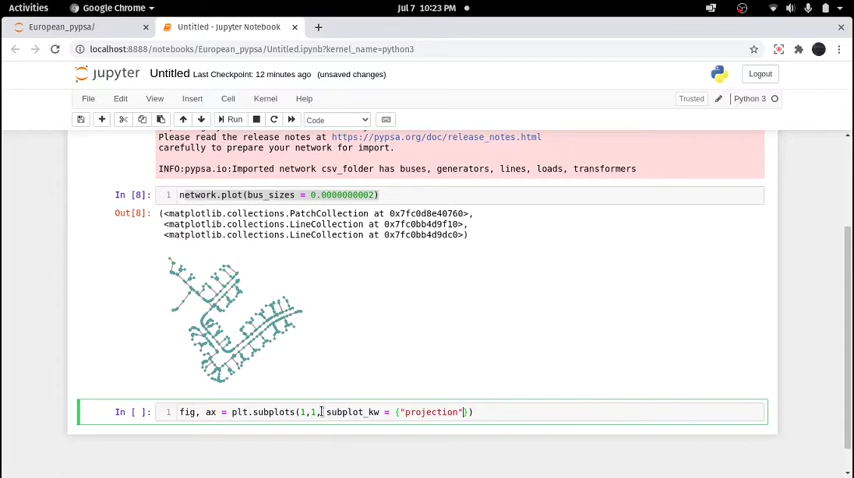 Activities
Google Chrome
Jul 7 10:23 PM
European_pypsa/
Untitled - Jupyter Notebook
localhost:8888/notebooks/European_pypsa/Untitled.ipynb?kernel_name=python3
jupyter Untitled Last Checkpoint: 12 minutes ago (unsaved changes)
Logout
File Edit View Insert Cell Kernel Help
Trusted Python 3
Run Code
Please read the release notes at https://pypsa.org/doc/release_notes.html
carefully to prepare your network for import.
INFO:pypsa.io:Imported network csv_folder has buses, generators, lines, loads, transformers
In [8]: 1 network.plot(bus_sizes = 0.0000000002)
Out[8]: (<matplotlib.collections.PatchCollection at 0x7fc0d8e40760>,
<matplotlib.collections.LineCollection at 0x7fc0bb4d9f10>,
<matplotlib.collections.LineCollection at 0x7fc0bb4d9dc0>)
In [ ]: 1 fig, ax = plt.subplots(1,1, subplot_kw = {"projection"})